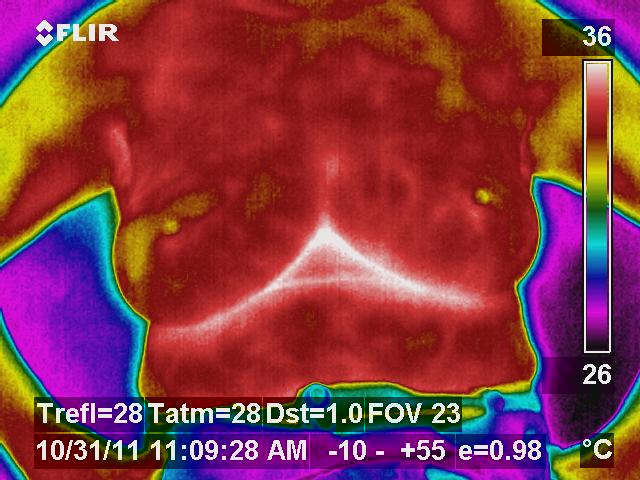 FLIR
36
26
Trefl=28 Tatm=28 Dst=1.0 FOV 23
10/31/11 11:09:28 AM -10 - +55 e=0.98 °C